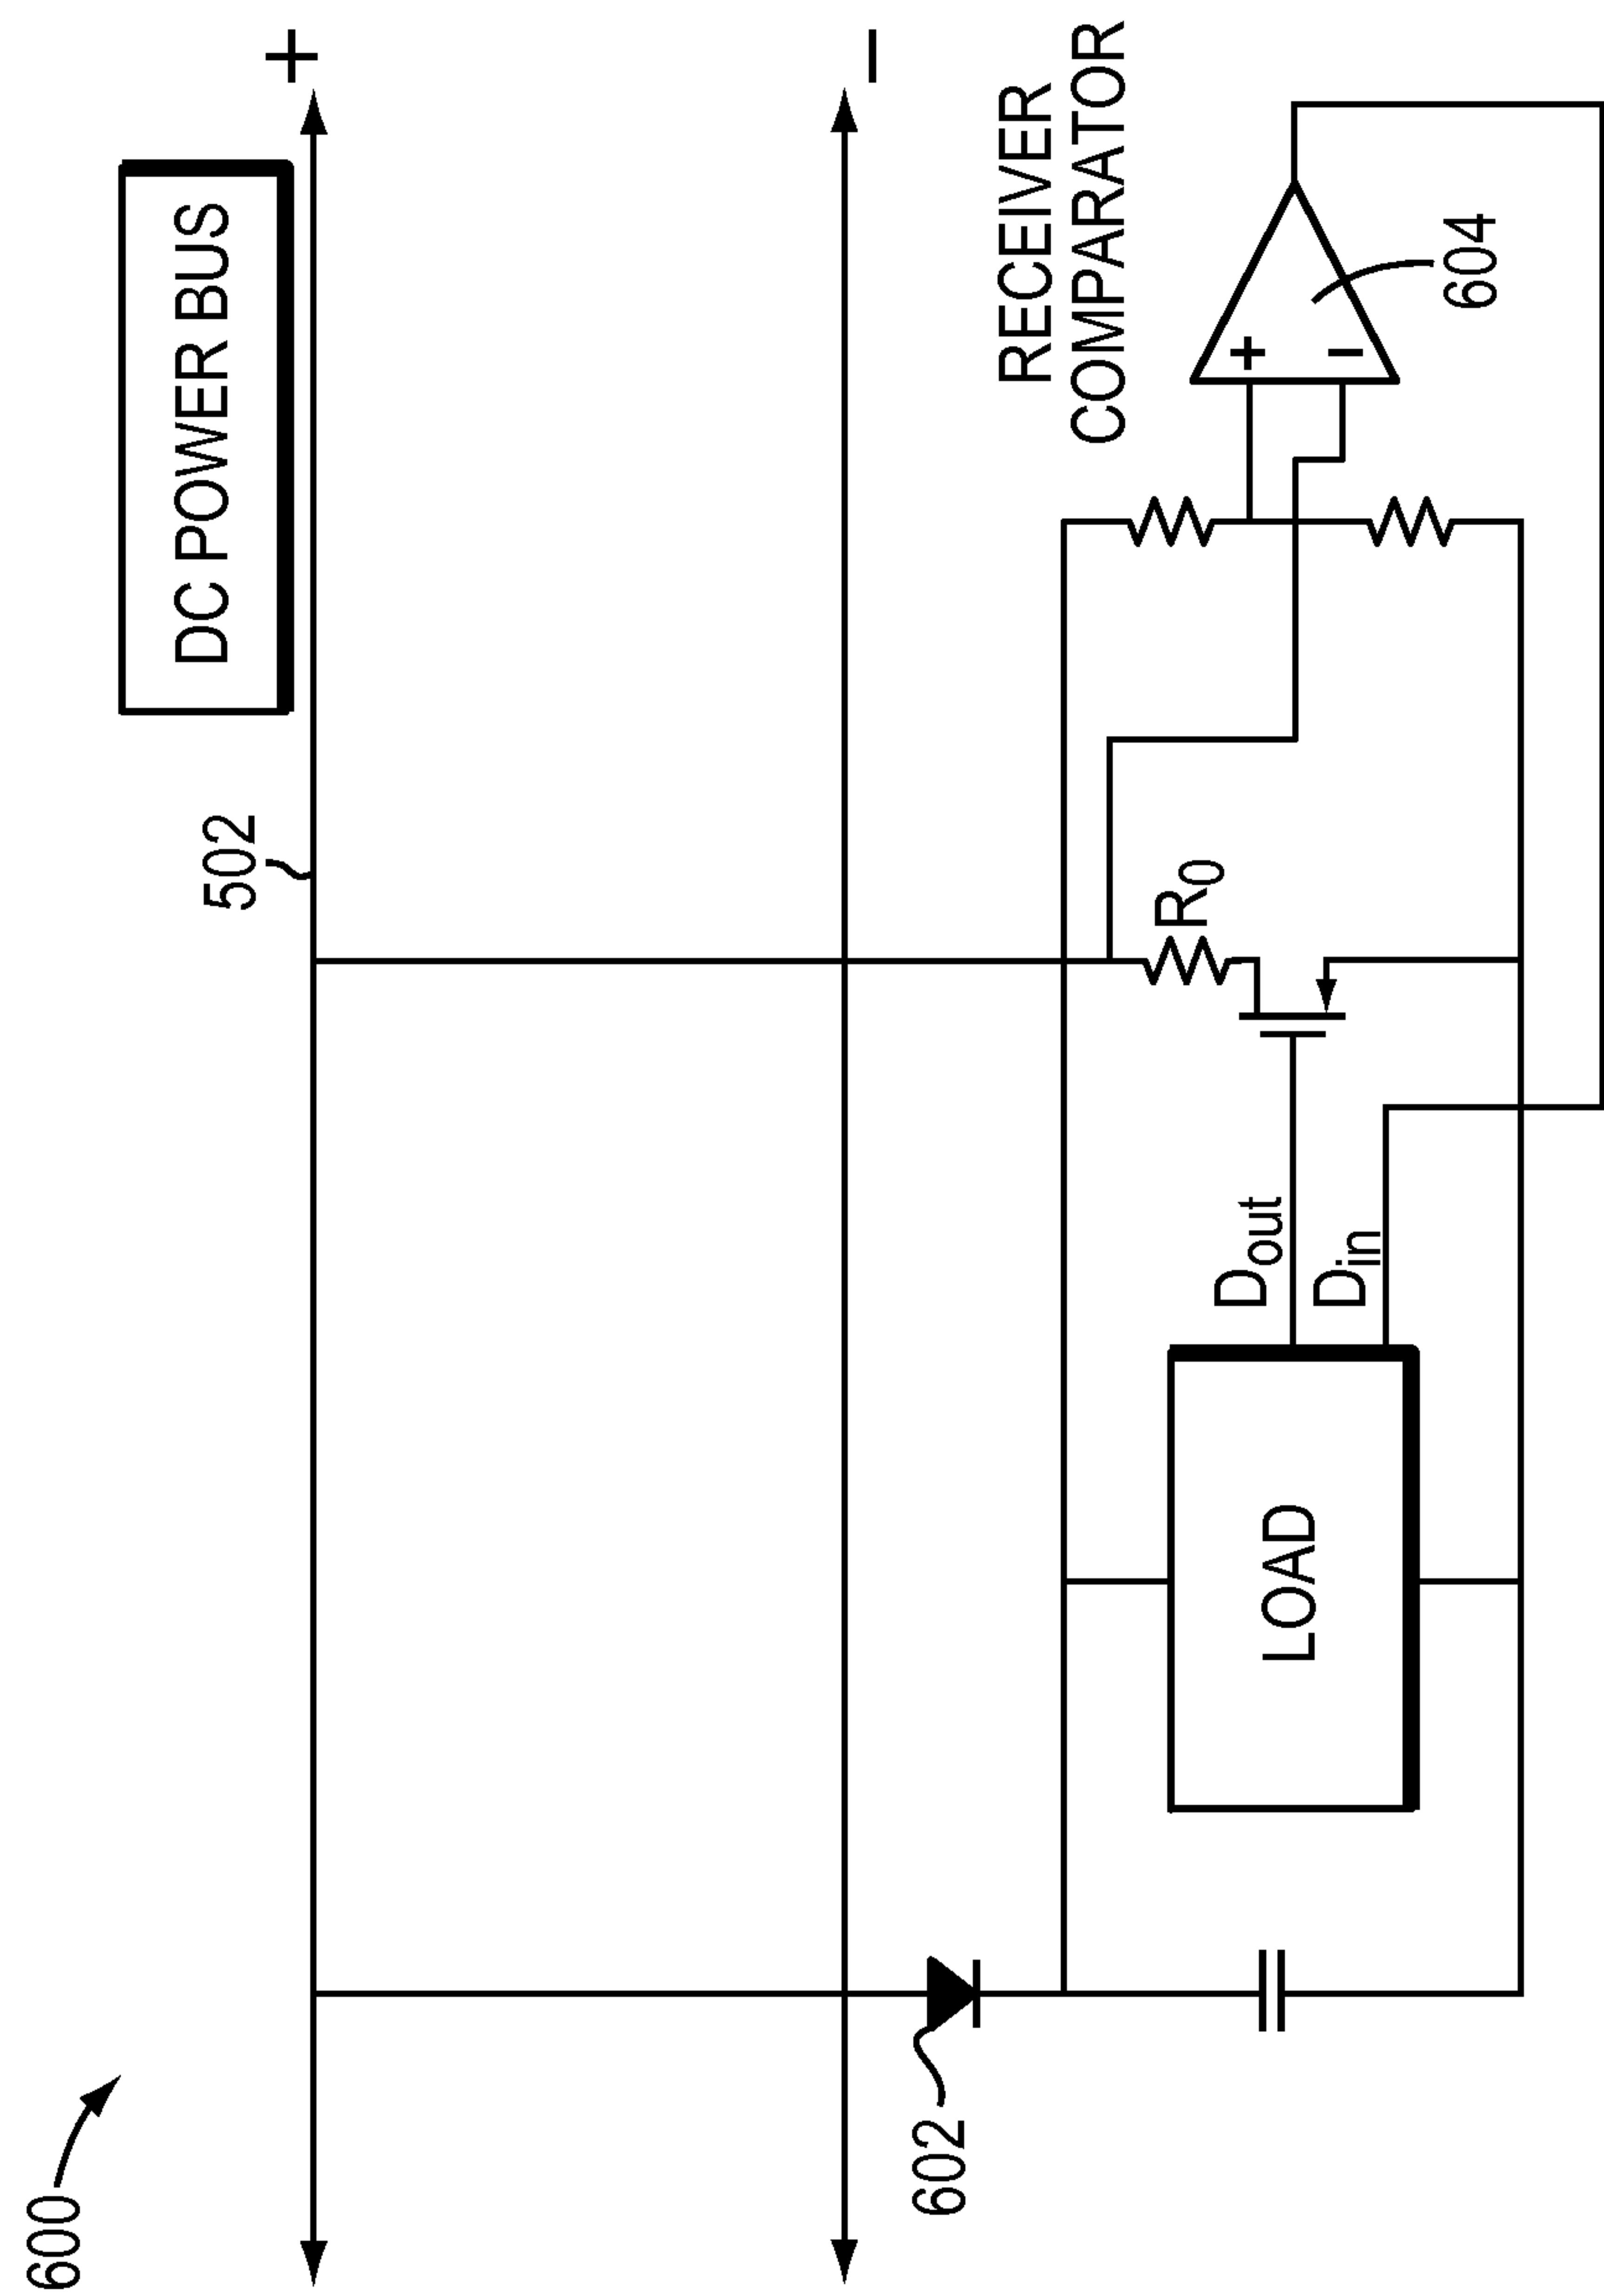 600
DC POWER BUS
502
+
−
602
RECEIVER
COMPARATOR
LOAD
Dout
Din
R0
+
−
604